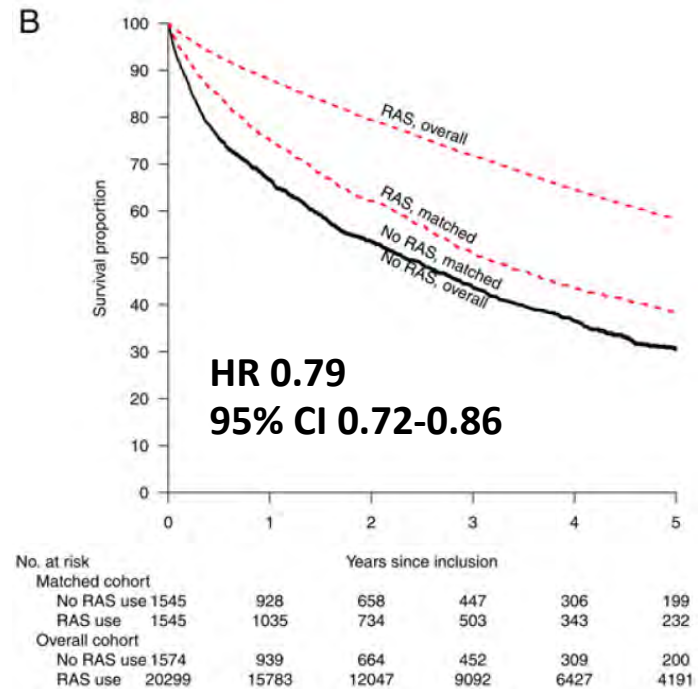 B
100
90
80
70
60
50
40
30
20
10
0
Survival proportion
RAS, overall
RAS, matched
No RAS, matched
No RAS, overall
HR 0.79
95% CI 0.72-0.86
0 1 2 3 4 5
No. at risk Years since inclusion
Matched cohort
No RAS use 1545 928 658 447 306 199
RAS use 1545 1035 734 503 343 232
Overall cohort
No RAS use 1574 939 664 452 309 200
RAS use 20299 15783 12047 9092 6427 4191